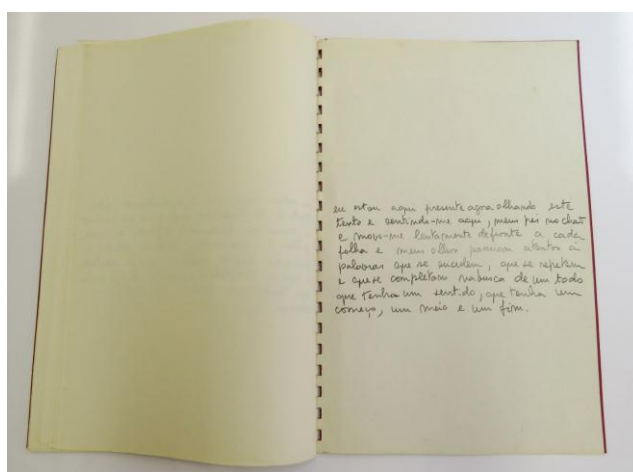 eu estou aqui presente agora olhando este
texto e sentindo-me aqui, meus pés no chão
e movo-me lentamente defronte a cada
folha e meus olhos passam atentos às
palavras que se sucedem, que se repetem
e que se completam na busca de um todo
que tenha um sentido, que tenha um
começo, um meio e um fim.